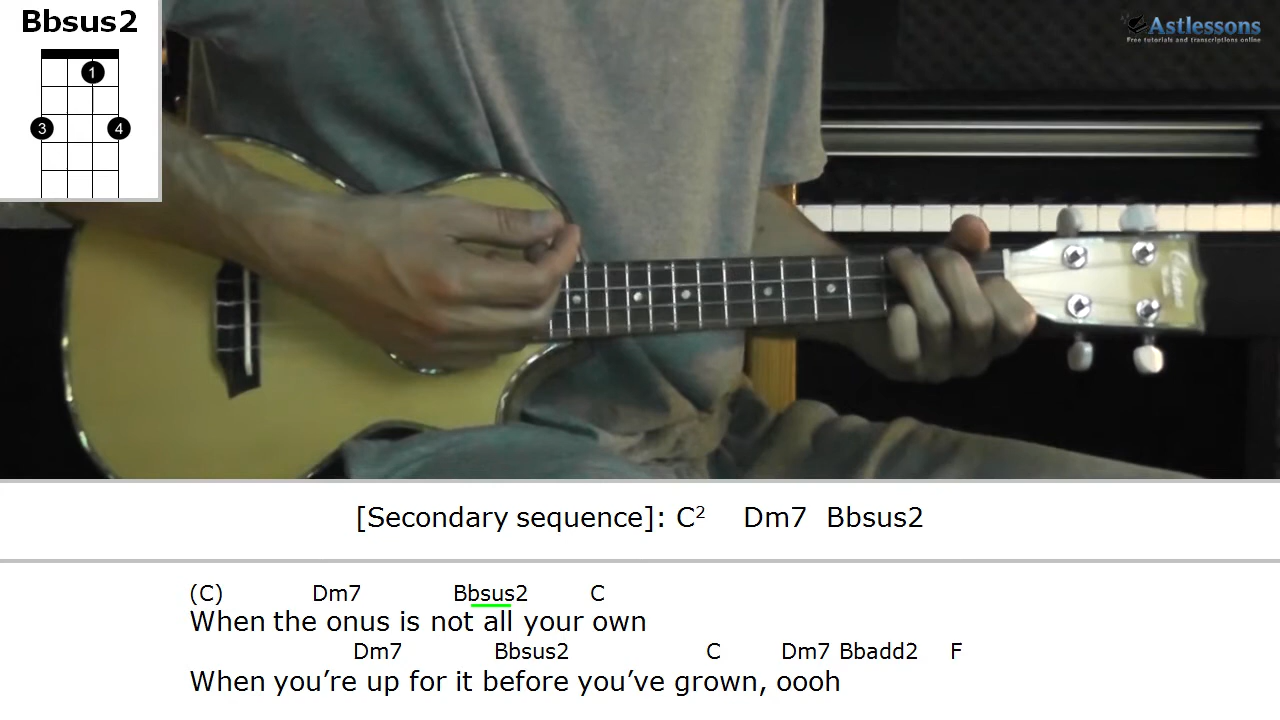 Bbsus2
1
3 4
Astlessons
Free tutorials and transcriptions online
[Secondary sequence]: C² Dm7 Bbsus2
(C) Dm7 Bbsus2 C
When the onus is not all your own
Dm7 Bbsus2 C Dm7 Bbadd2 F
When you’re up for it before you’ve grown, oooh